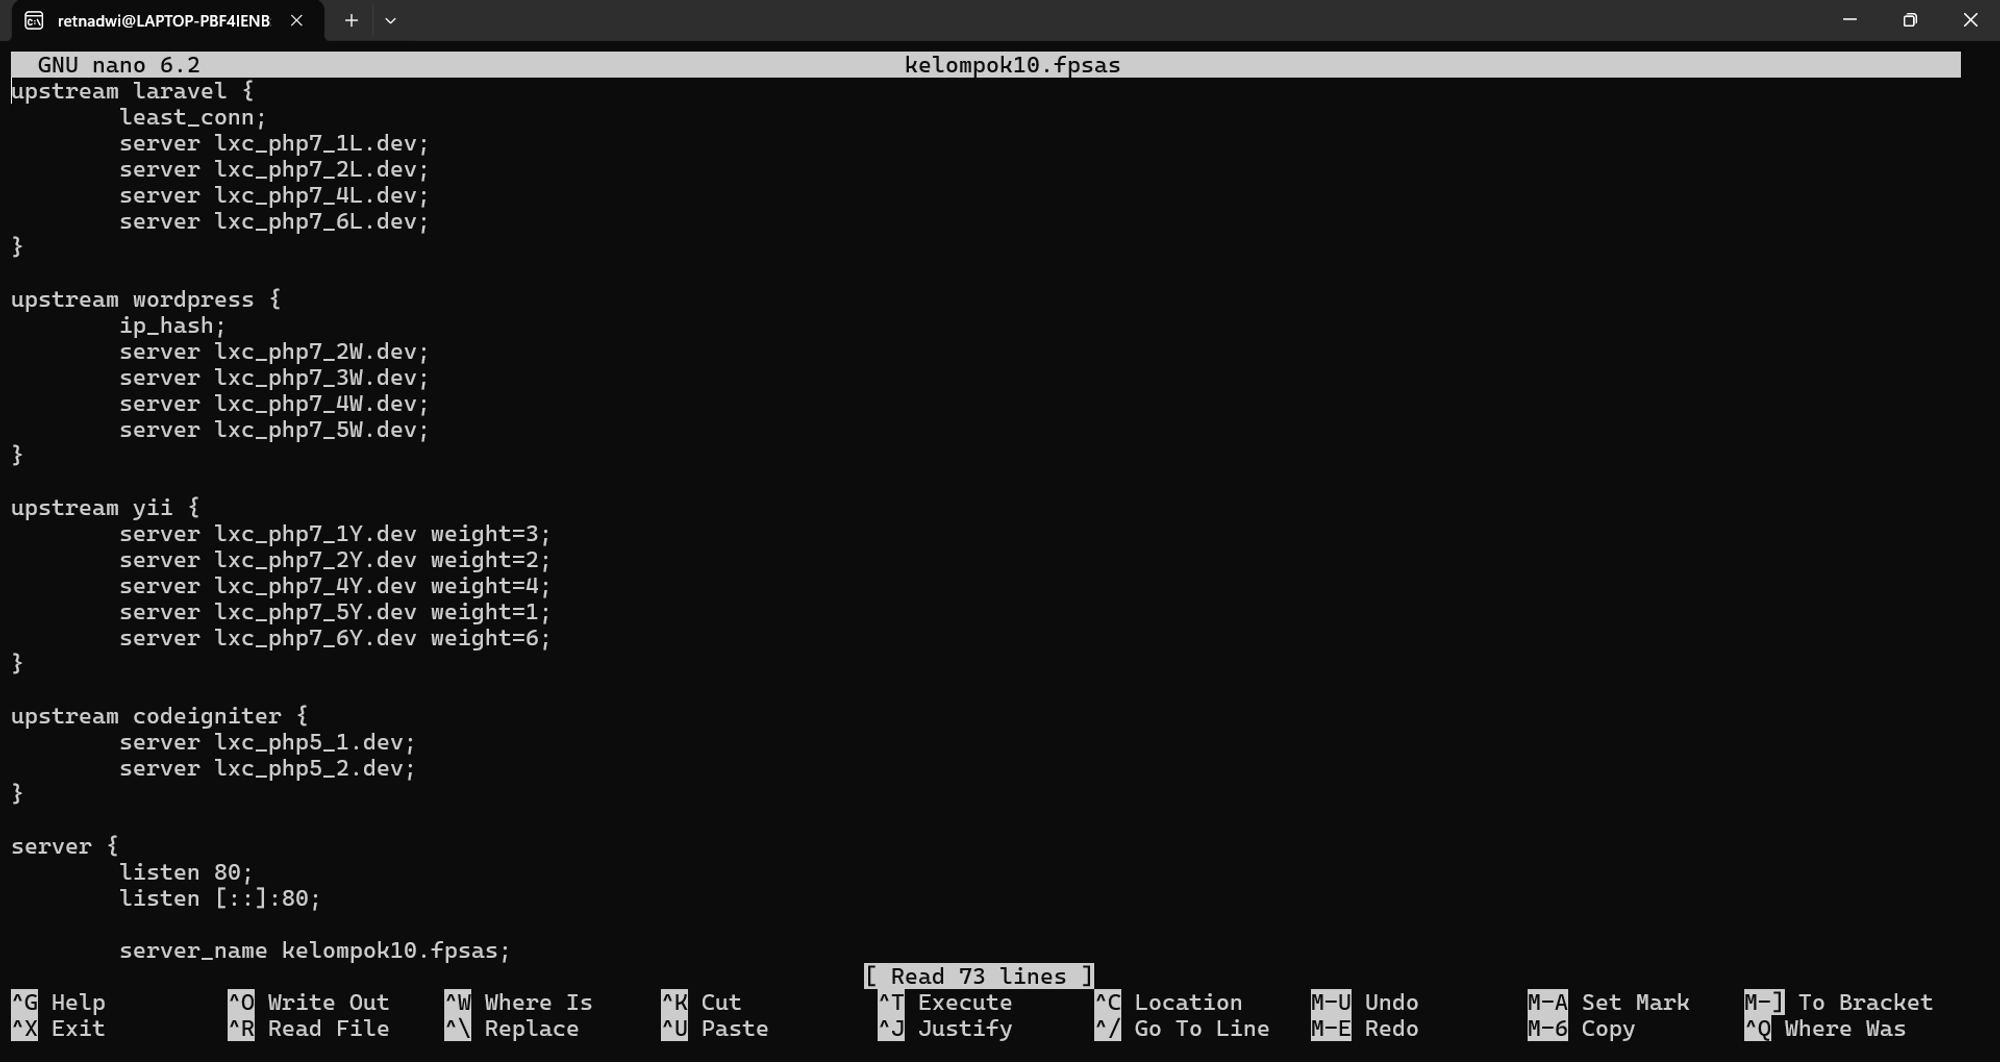 retnadwi@LAPTOP-PBF4IENB
GNU nano 6.2 kelompok10.fpsas
upstream laravel {
        least_conn;
        server lxc_php7_1L.dev;
        server lxc_php7_2L.dev;
        server lxc_php7_4L.dev;
        server lxc_php7_6L.dev;
}

upstream wordpress {
        ip_hash;
        server lxc_php7_2W.dev;
        server lxc_php7_3W.dev;
        server lxc_php7_4W.dev;
        server lxc_php7_5W.dev;
}

upstream yii {
        server lxc_php7_1Y.dev weight=3;
        server lxc_php7_2Y.dev weight=2;
        server lxc_php7_4Y.dev weight=4;
        server lxc_php7_5Y.dev weight=1;
        server lxc_php7_6Y.dev weight=6;
}

upstream codeigniter {
        server lxc_php5_1.dev;
        server lxc_php5_2.dev;
}

server {
        listen 80;
        listen [::]:80;

        server_name kelompok10.fpsas;
[ Read 73 lines ]
^G Help ^O Write Out ^W Where Is ^K Cut ^T Execute ^C Location M-U Undo M-A Set Mark M-] To Bracket
^X Exit ^R Read File ^\ Replace ^U Paste ^J Justify ^/ Go To Line M-E Redo M-6 Copy ^Q Where Was